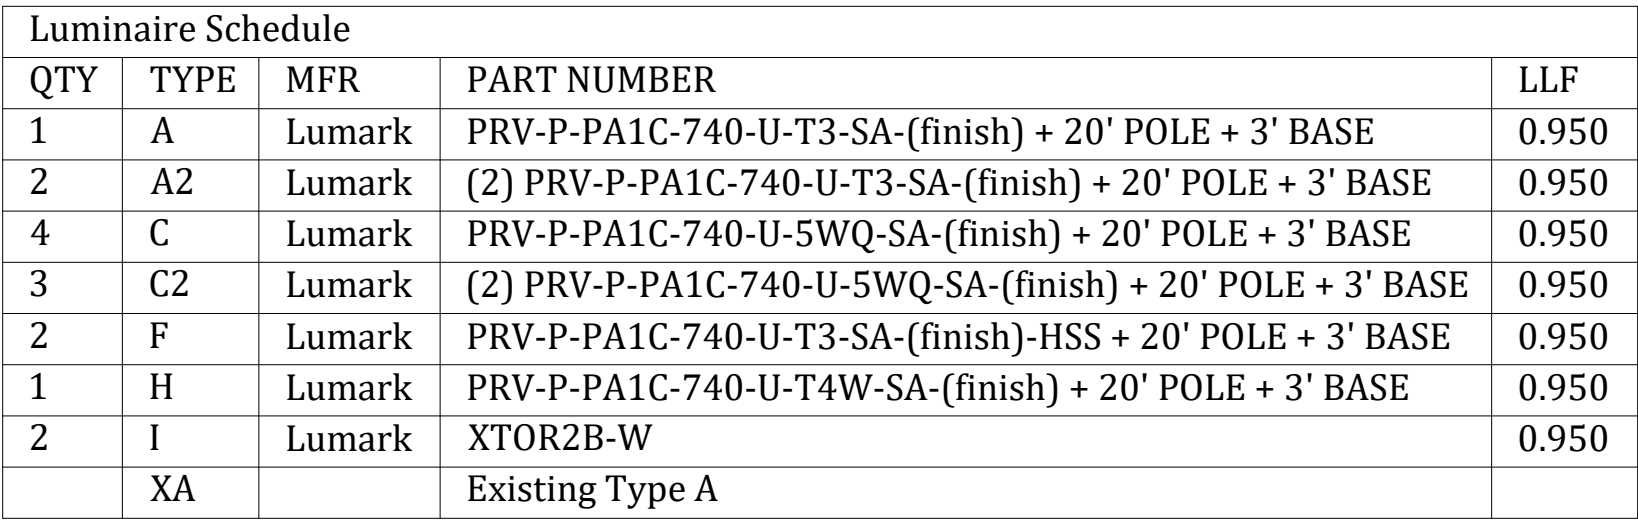 Luminaire Schedule
QTY TYPE MFR PART NUMBER LLF
1 A Lumark PRV-P-PA1C-740-U-T3-SA-(finish) + 20' POLE + 3' BASE 0.950
2 A2 Lumark (2) PRV-P-PA1C-740-U-T3-SA-(finish) + 20' POLE + 3' BASE 0.950
4 C Lumark PRV-P-PA1C-740-U-5WQ-SA-(finish) + 20' POLE + 3' BASE 0.950
3 C2 Lumark (2) PRV-P-PA1C-740-U-5WQ-SA-(finish) + 20' POLE + 3' BASE 0.950
2 F Lumark PRV-P-PA1C-740-U-T3-SA-(finish)-HSS + 20' POLE + 3' BASE 0.950
1 H Lumark PRV-P-PA1C-740-U-T4W-SA-(finish) + 20' POLE + 3' BASE 0.950
2 I Lumark XTOR2B-W 0.950
XA Existing Type A